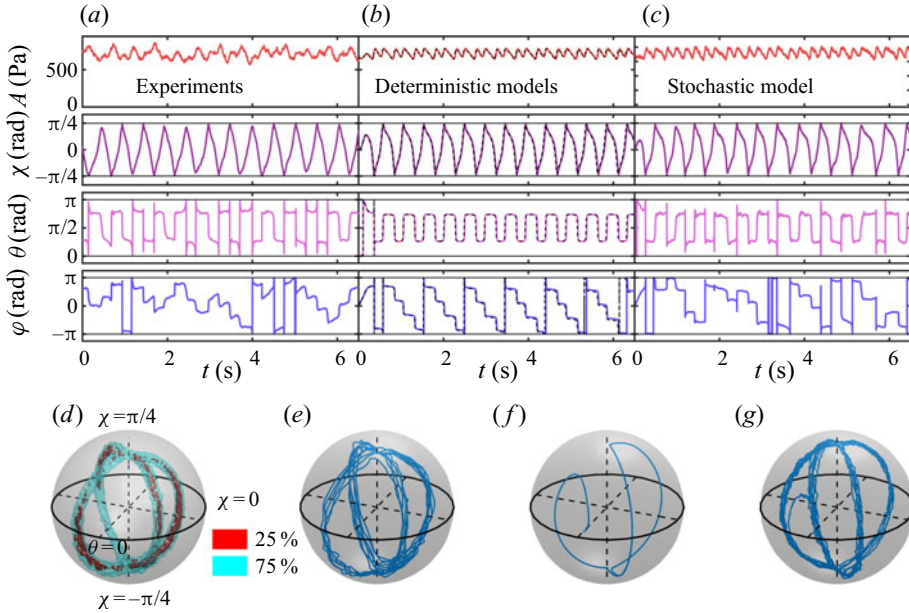 (a) (b) (c)
A (Pa) 500 0
Experiments Deterministic models Stochastic model
χ (rad) π/4 0 −π/4
θ (rad) π π/2 0
φ (rad) π 0 −π
0 2 4 6 0 2 4 6 0 2 4 6
t (s) t (s) t (s)
(d) (e) (f) (g)
χ = π/4
χ = 0
θ = 0
25 %
75 %
χ = −π/4